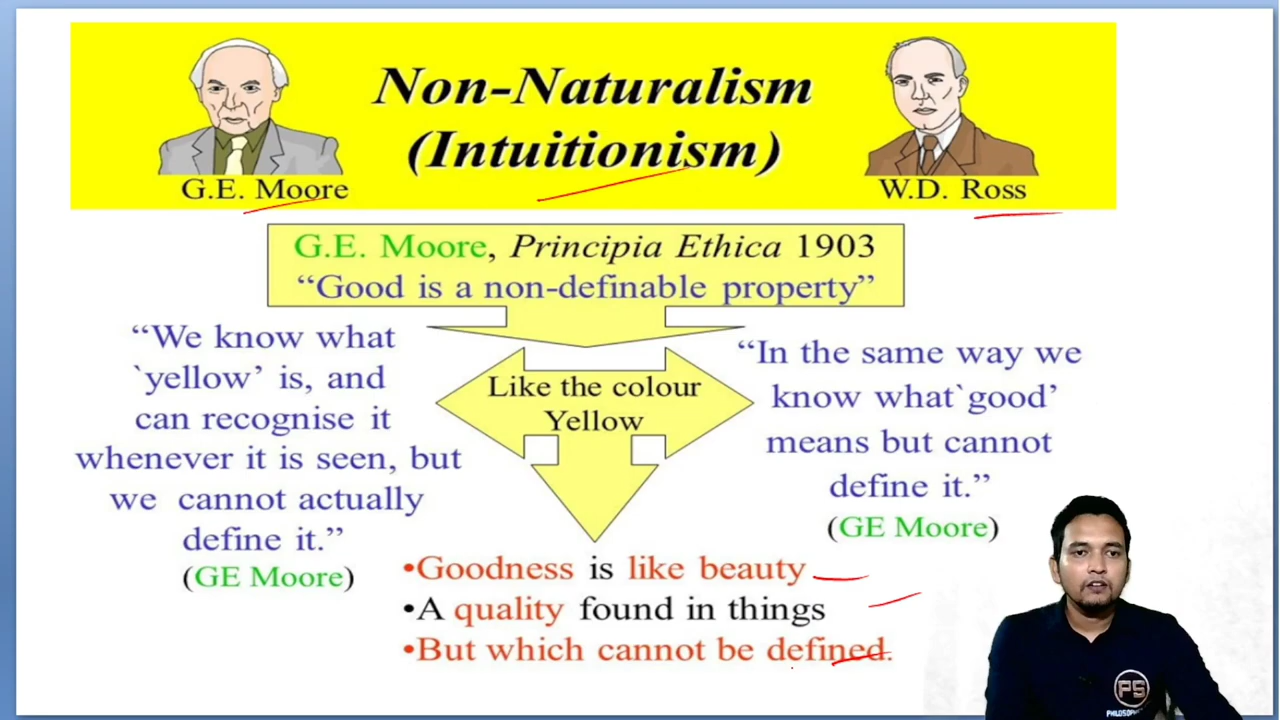 Non-Naturalism
(Intuitionism)
G.E. Moore
W.D. Ross
G.E. Moore, Principia Ethica 1903
“Good is a non-definable property”
“We know what
`yellow’ is, and
can recognise it
whenever it is seen, but
we cannot actually
define it.”
(GE Moore)
Like the colour
Yellow
“In the same way we
know what`good’
means but cannot
define it.”
(GE Moore)
•Goodness is like beauty
•A quality found in things
•But which cannot be defined.
PS